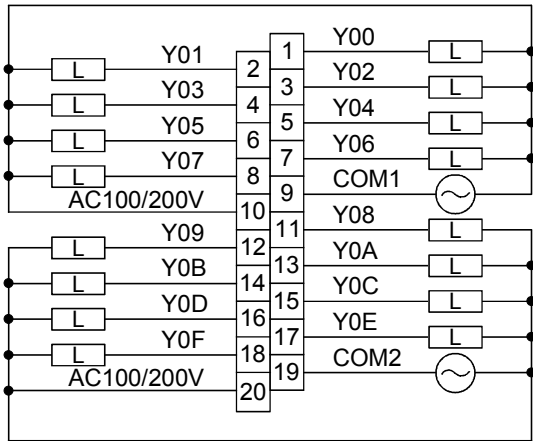 1 Y00 L
L Y01 2
3 Y02 L
L Y03 4
5 Y04 L
L Y05 6
7 Y06 L
L Y07 8
9 COM1
AC100/200V 10
11 Y08 L
L Y09 12
13 Y0A L
L Y0B 14
15 Y0C L
L Y0D 16
17 Y0E L
L Y0F 18
19 COM2
AC100/200V 20